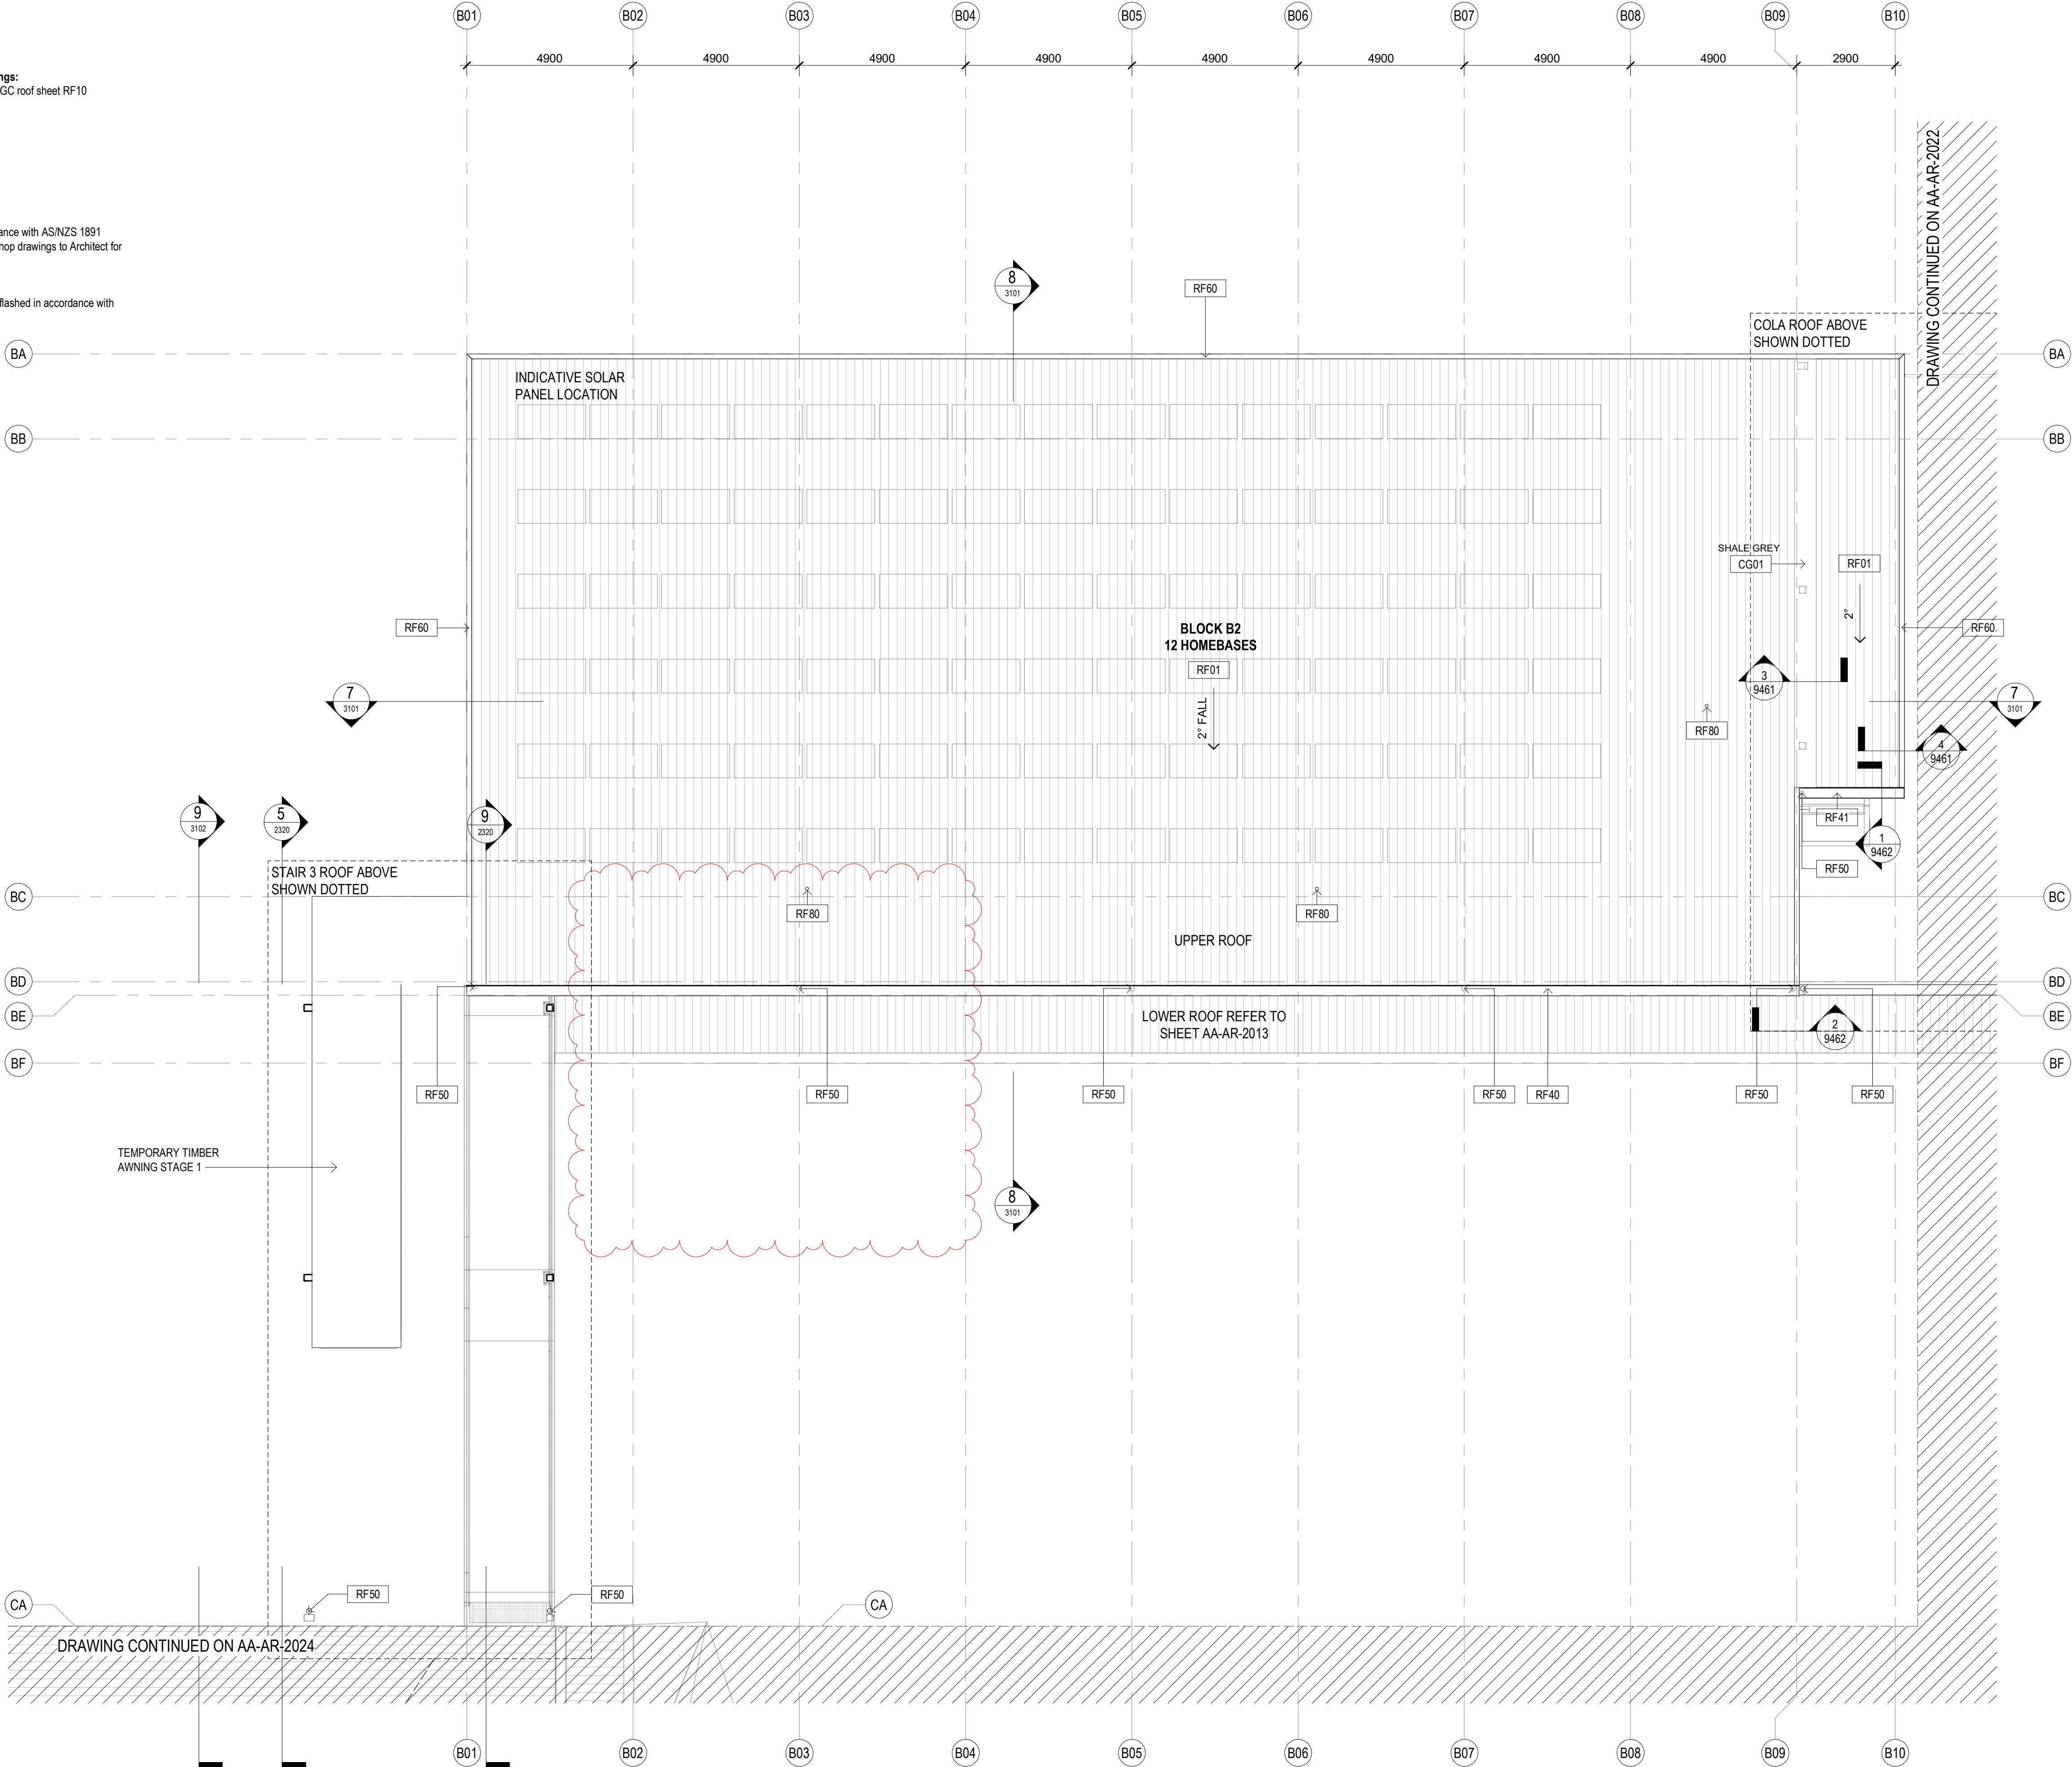 B01 B02 B03 B04 B05 B06 B07 B08 B09 B10
4900 4900 4900 4900 4900 4900 4900 4900 2900
ngs:
GC roof sheet RF10
ance with AS/NZS 1891
hop drawings to Architect for
flashed in accordance with
DRAWING CONTINUED ON AA-AR-2022
8
3101
RF60
COLA ROOF ABOVE
SHOWN DOTTED
BA BA
INDICATIVE SOLAR
PANEL LOCATION
BB BB
SHALE GREY
CG01
RF01
2°
RF60
BLOCK B2
12 HOMEBASES
RF60
RF01
2° FALL
3
9461
7
3101
7
3101
RF80
4
9461
9
3102
5
2320
9
2320
RF41
1
9462
STAIR 3 ROOF ABOVE
SHOWN DOTTED
RF50
BC BC
RF80
RF80
UPPER ROOF
BD BD
BE BE
LOWER ROOF REFER TO
SHEET AA-AR-2013
2
9462
BF BF
RF50 RF50 RF50 RF50 RF40 RF50 RF50
TEMPORARY TIMBER
AWNING STAGE 1
8
3101
RF50
RF50
CA CA
DRAWING CONTINUED ON AA-AR-2024
B01 B02 B03 B04 B05 B06 B07 B08 B09 B10